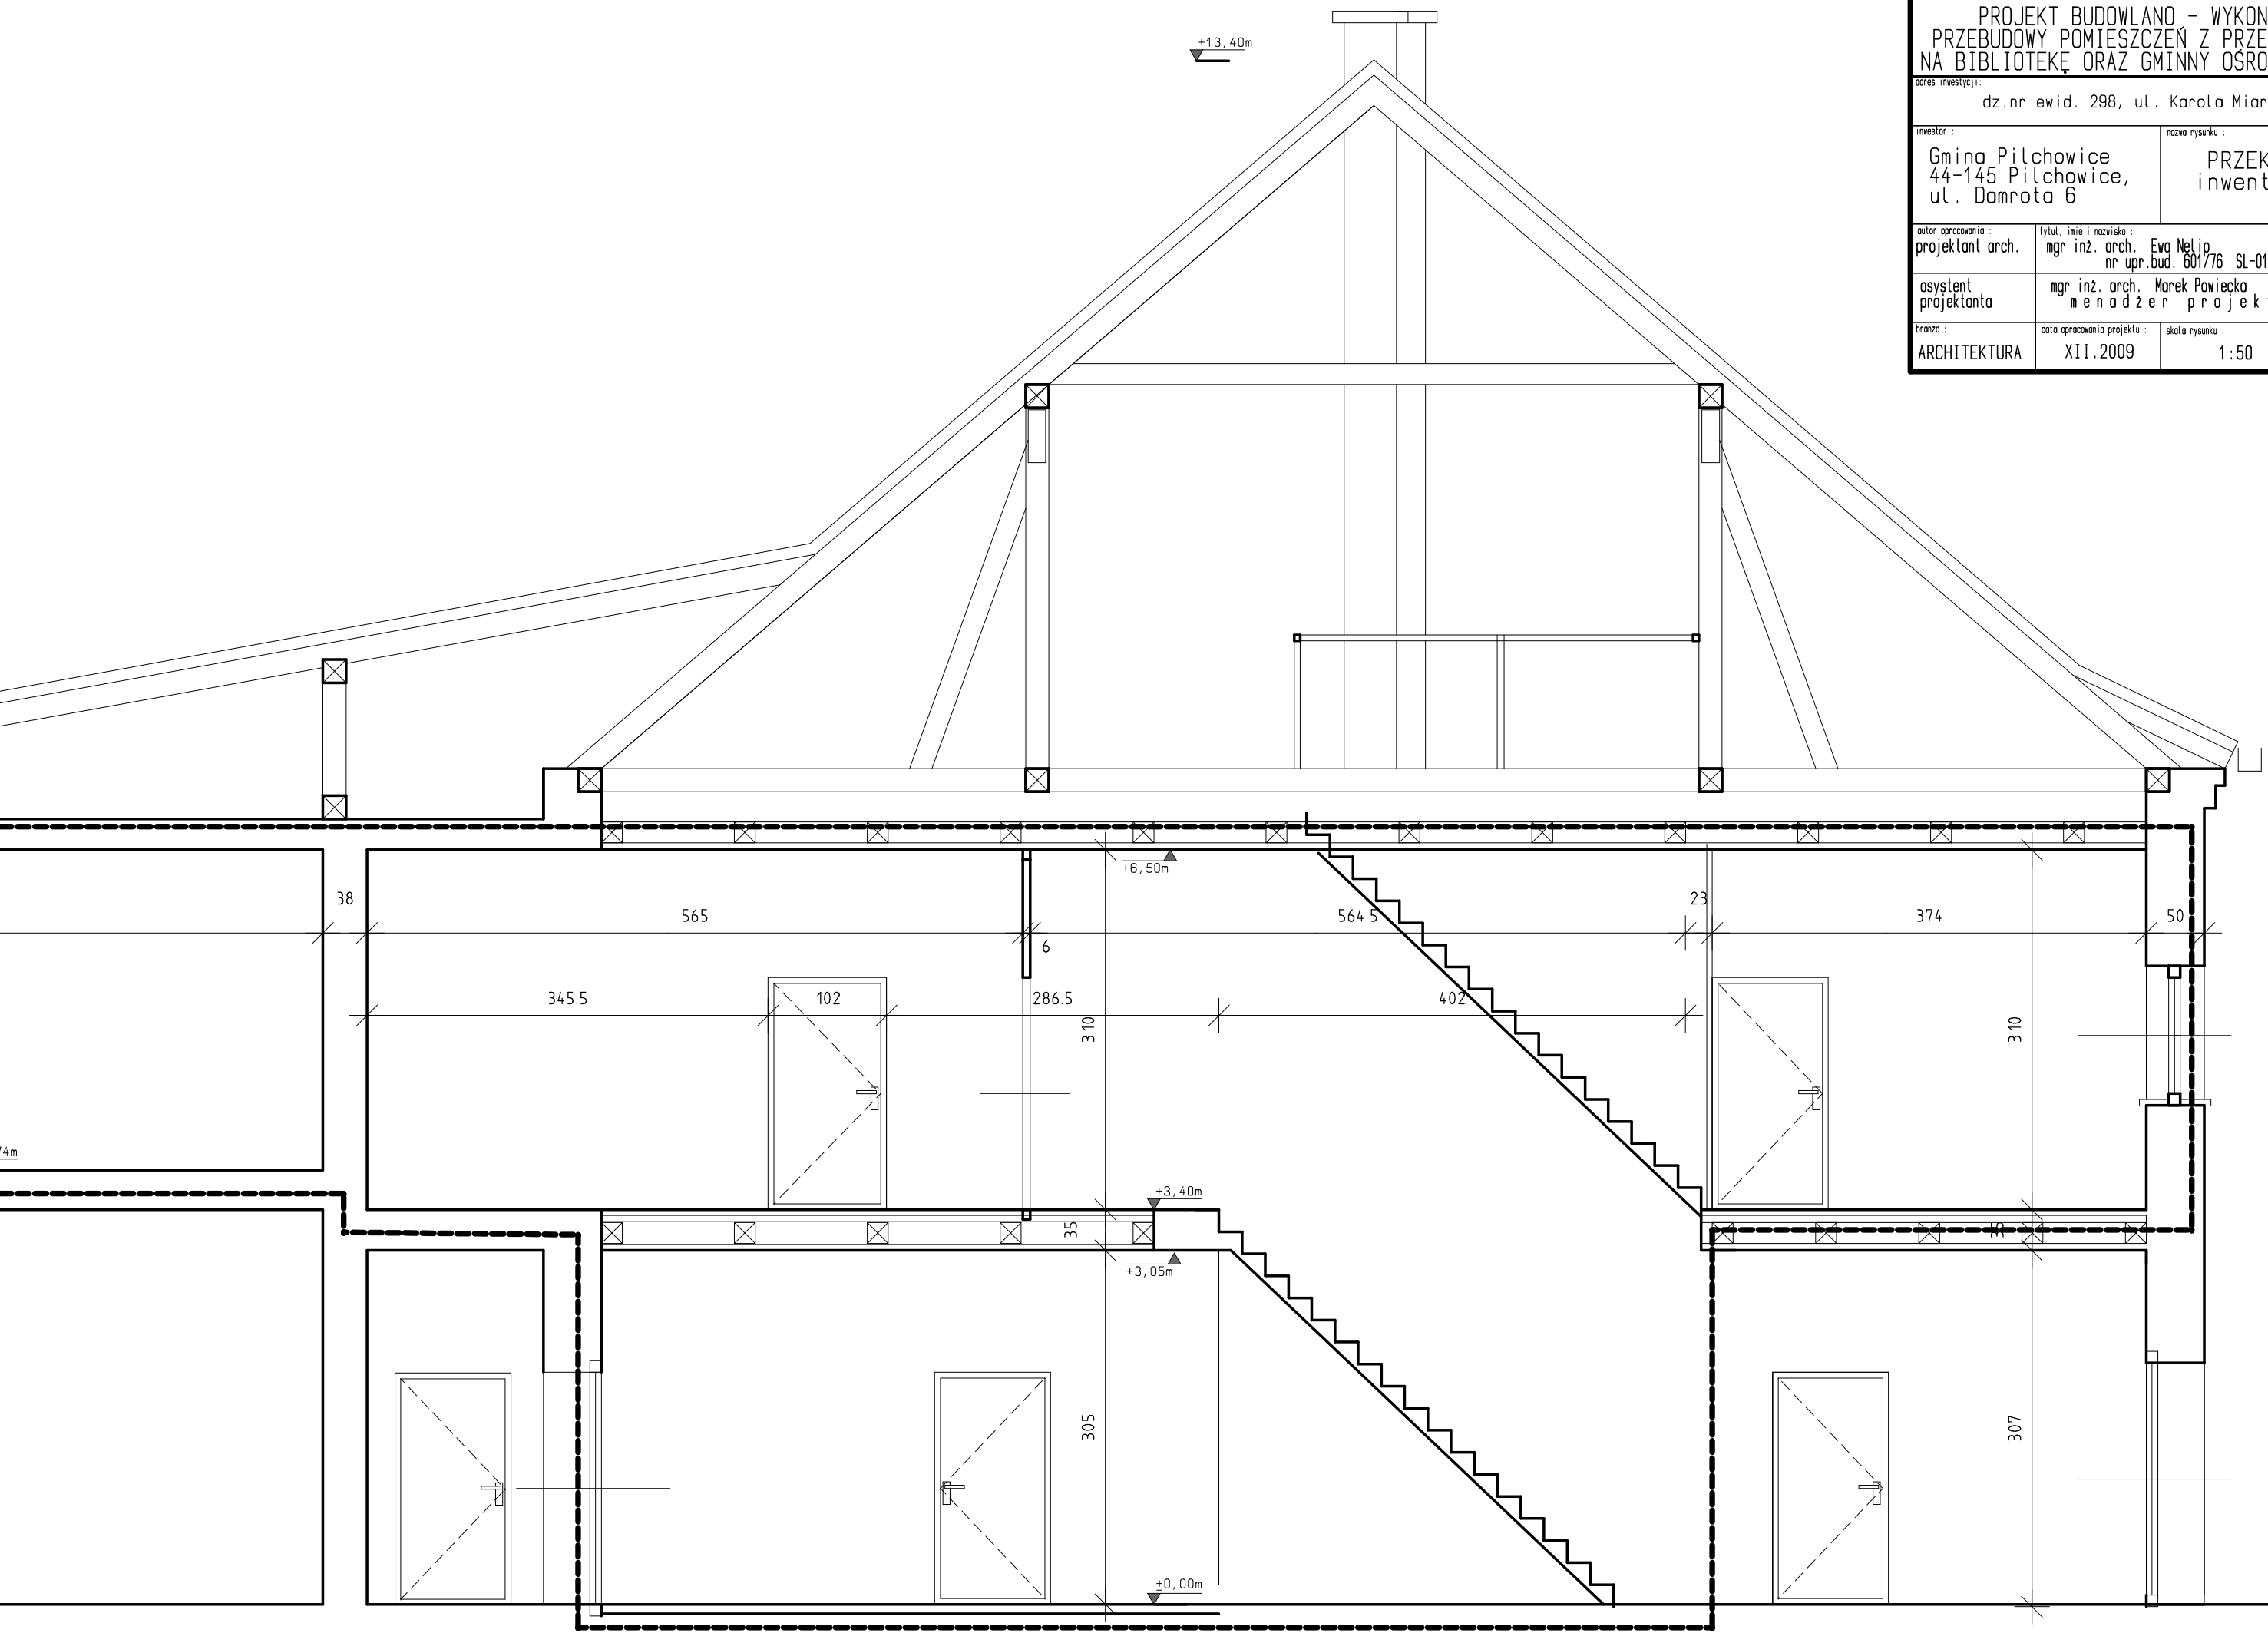 PROJEKT BUDOWLANO - WYKON
PRZEBUDOWY POMIESZCZEŃ Z PRZE
NA BIBLIOTEKĘ ORAZ GMINNY OŚRO
adres inwestycji:
dz.nr ewid. 298, ul. Karola Miar
inwestor :
Gmina Pilchowice
44-145 Pilchowice,
ul. Damrota 6
nazwa rysunku :
PRZEK
inwent
autor opracowania :
projektant arch.
tytuł, imie i nazwisko :
mgr inż. arch. Ewa Nelip
nr upr.bud. 601/76 SL-01
asystent
projektanta
mgr inż. arch. Marek Powiecka
menadżer projek
branża :
ARCHITEKTURA
data opracowania projektu :
XII.2009
skala rysunku :
1:50
+13,40m
+6,50m
38
565
6
564.5
23
374
50
345.5
102
286.5
402
310
310
74m
+3,40m
35
+3,05m
305
307
±0,00m